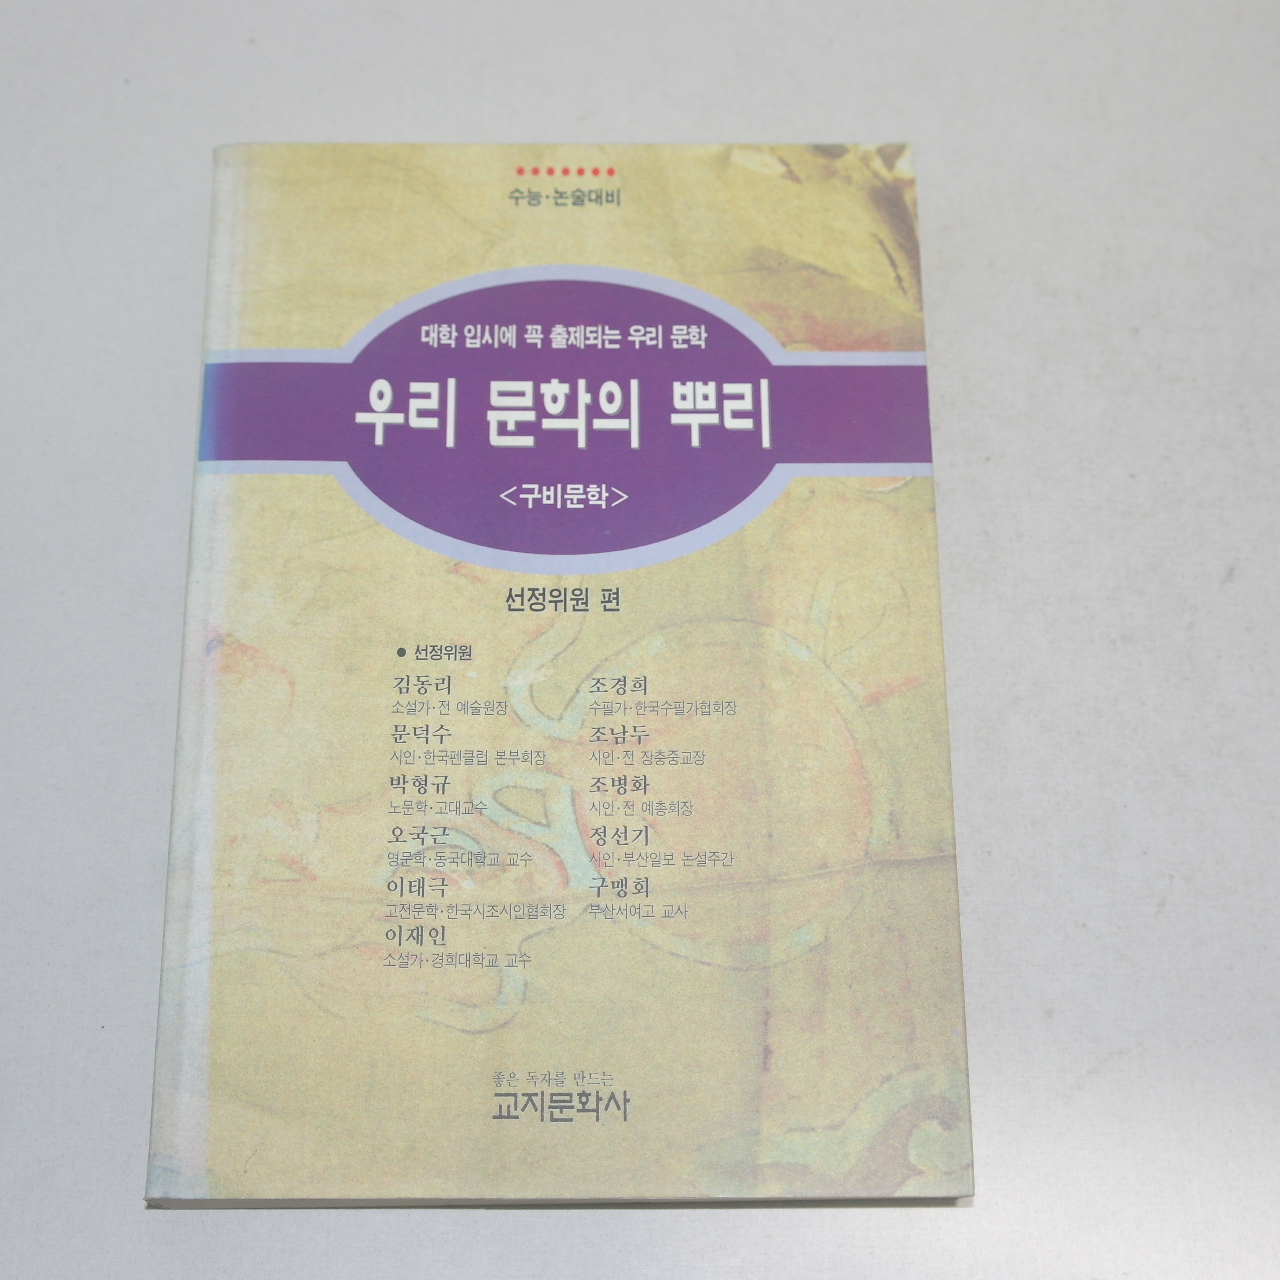 수능·논술대비
대학 입시에 꼭 출제되는 우리 문학
우리 문학의 뿌리
<구비문학>
선정위원 편
● 선정위원
김동리
소설가·전 예술원장
문덕수
시인·한국펜클럽 본부회장
박형규
노문학·고대교수
오국근
영문학·동국대학교 교수
이태극
고전문학·한국시조시인협회장
이재인
소설가·경희대학교 교수
조경희
수필가·한국수필가협회장
조남두
시인·전 장충중교장
조병화
시인·전 예총회장
정선기
시인·부산일보 논설주간
구맹회
부산서여고 교사
좋은 독자를 만드는
교지문화사